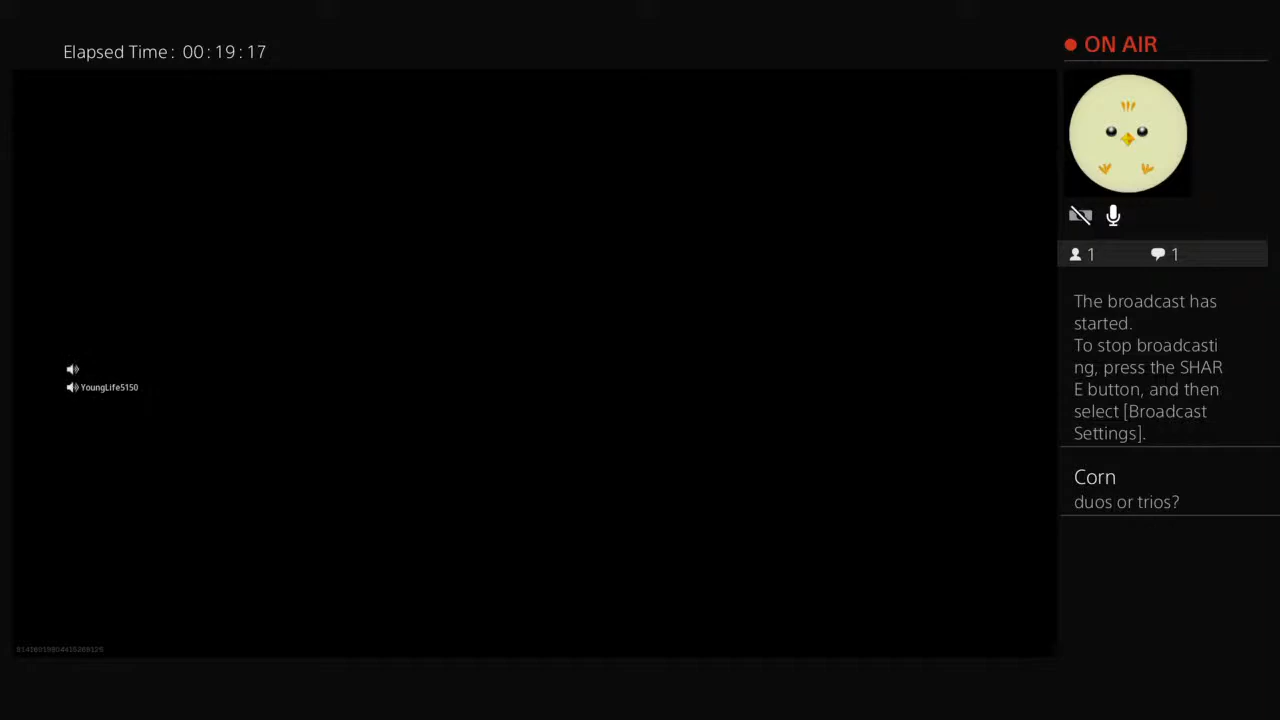 Elapsed Time: 00:19:17
ON AIR
1 1
The broadcast has
started.
To stop broadcasti
ng, press the SHAR
E button, and then
select [Broadcast
Settings].
YoungLife5150
Corn
duos or trios?